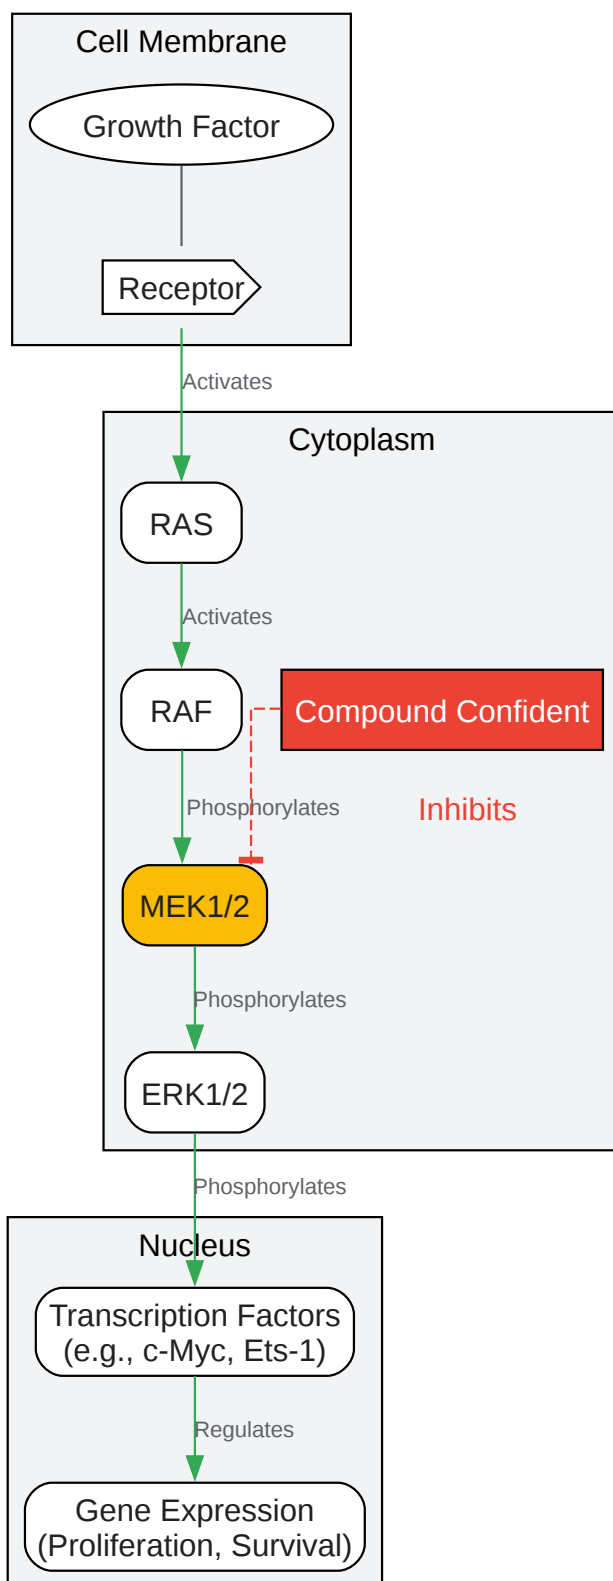 Cell Membrane
Growth Factor
Receptor
Activates
Cytoplasm
RAS
Activates
RAF
Compound Confident
Phosphorylates
Inhibits
MEK1/2
Phosphorylates
ERK1/2
Phosphorylates
Nucleus
Transcription Factors
(e.g., c-Myc, Ets-1)
Regulates
Gene Expression
(Proliferation, Survival)